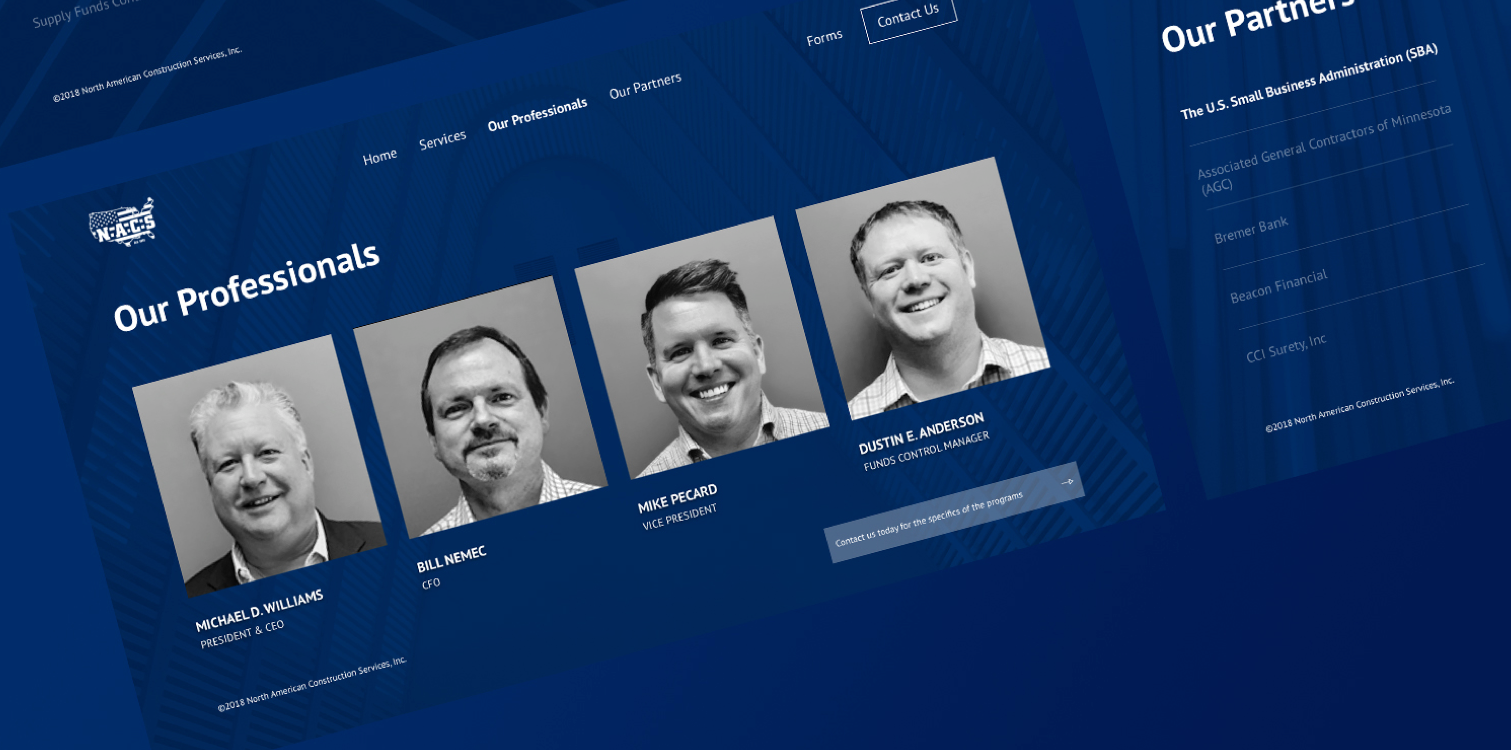 Supply Funds
©2018 North American Construction Services, Inc.
Home
Services
Our Professionals
Our Partners
Forms
Contact Us
N·A·C·S
Our Professionals
MICHAEL D. WILLIAMS
PRESIDENT & CEO
BILL NEMEC
CFO
MIKE PECARD
VICE PRESIDENT
DUSTIN E. ANDERSON
FUNDS CONTROL MANAGER
Contact us today for the specifics of the programs
©2018 North American Construction Services, Inc.
Our Partners
The U.S. Small Business Administration (SBA)
Associated General Contractors of Minnesota
(AGC)
Bremer Bank
Beacon Financial
CCI Surety, Inc
©2018 North American Construction Services, Inc.